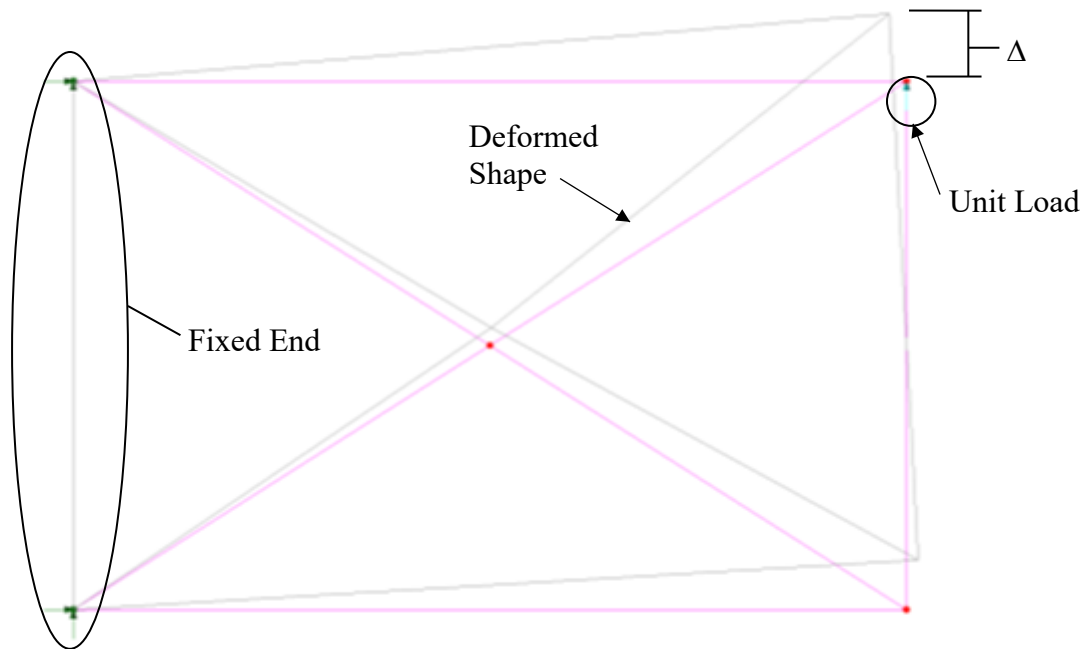 Δ
Deformed
Shape
Unit Load
Fixed End